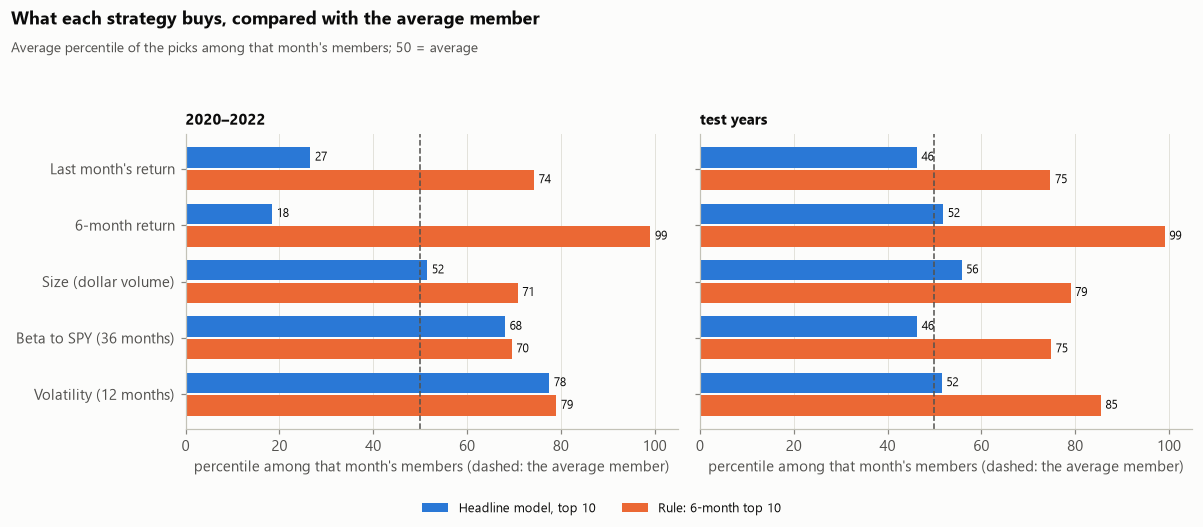 What each strategy buys, compared with the average member
Average percentile of the picks among that month's members; 50 = average
2020–2022
Last month's return
27
74
6-month return
18
99
Size (dollar volume)
52
71
Beta to SPY (36 months)
68
70
Volatility (12 months)
78
79
0 20 40 60 80 100
percentile among that month's members (dashed: the average member)
test years
46
75
52
99
56
79
46
75
52
85
0 20 40 60 80 100
percentile among that month's members (dashed: the average member)
Headline model, top 10 Rule: 6-month top 10